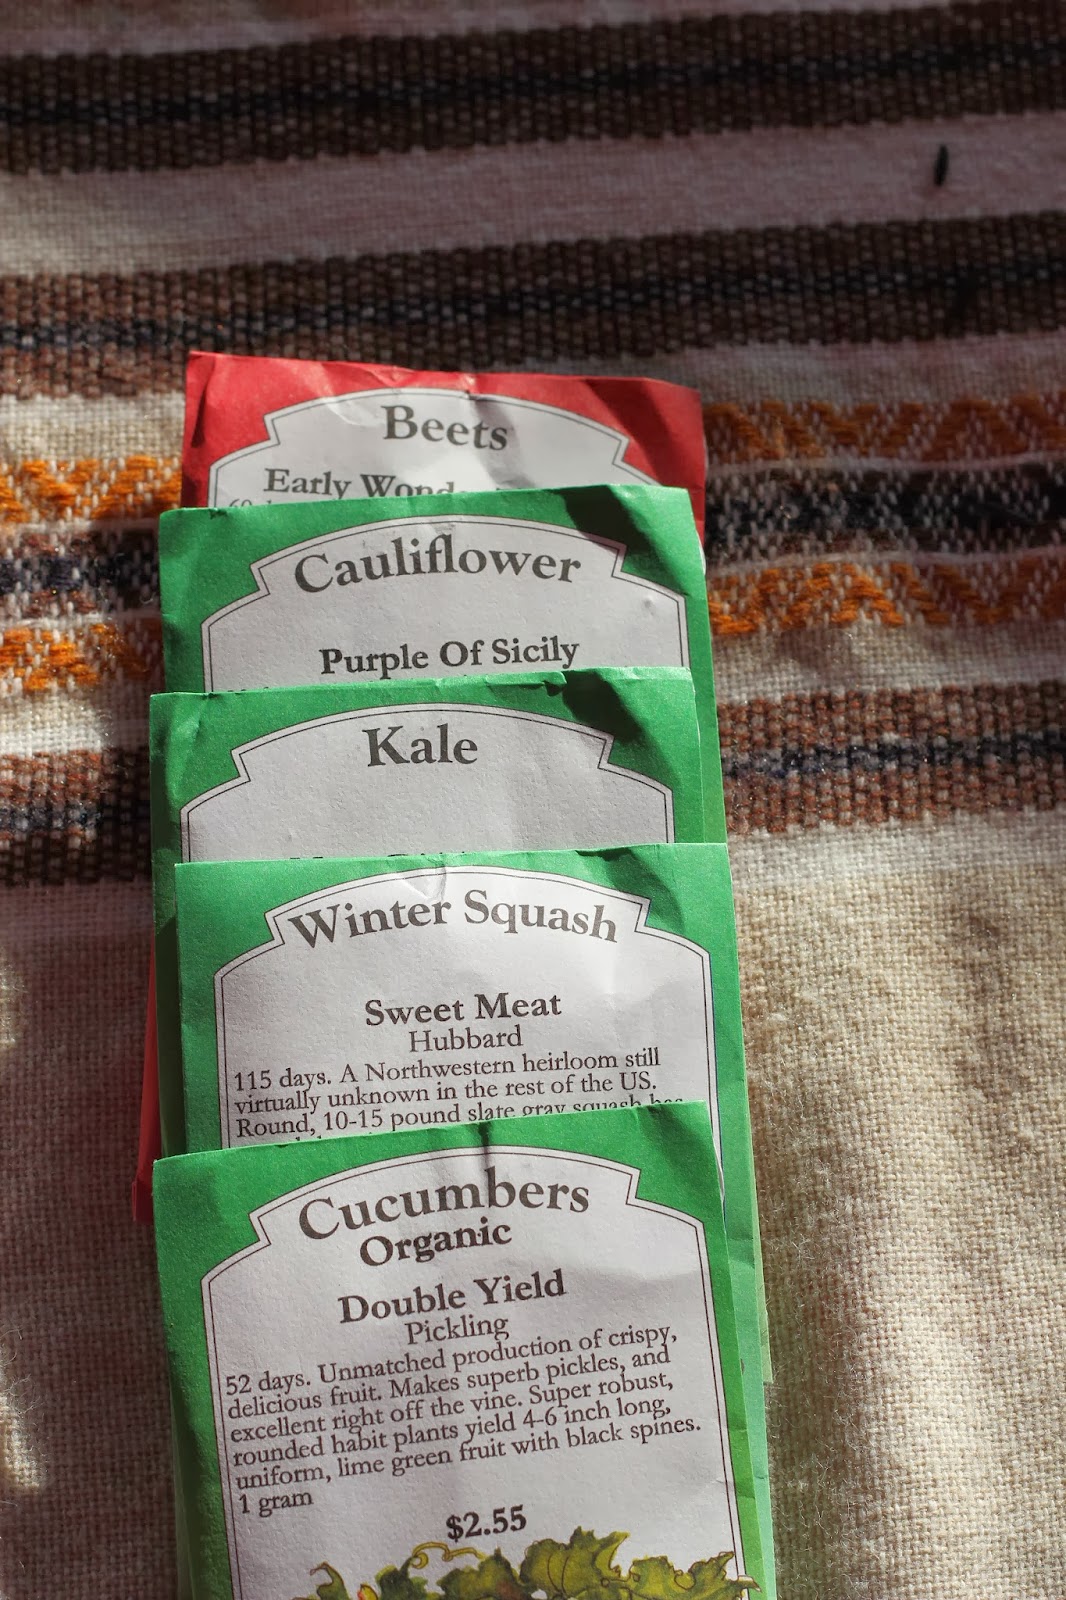 Beets
Early
Cauliflower
Purple Of Sicily
Kale
Winter Squash
Sweet Meat
Hubbard
115 days. A Northwestern heirloom still
virtually unknown in the rest of the US.
Round, 10-15 pound slate gray squash has
Cucumbers
Organic
Double Yield
Pickling
52 days. Unmatched production of crispy,
delicious fruit. Makes superb pickles, and
excellent right off the vine. Super robust,
rounded habit plants yield 4-6 inch long,
uniform, lime green fruit with black spines.
1 gram
$2.55